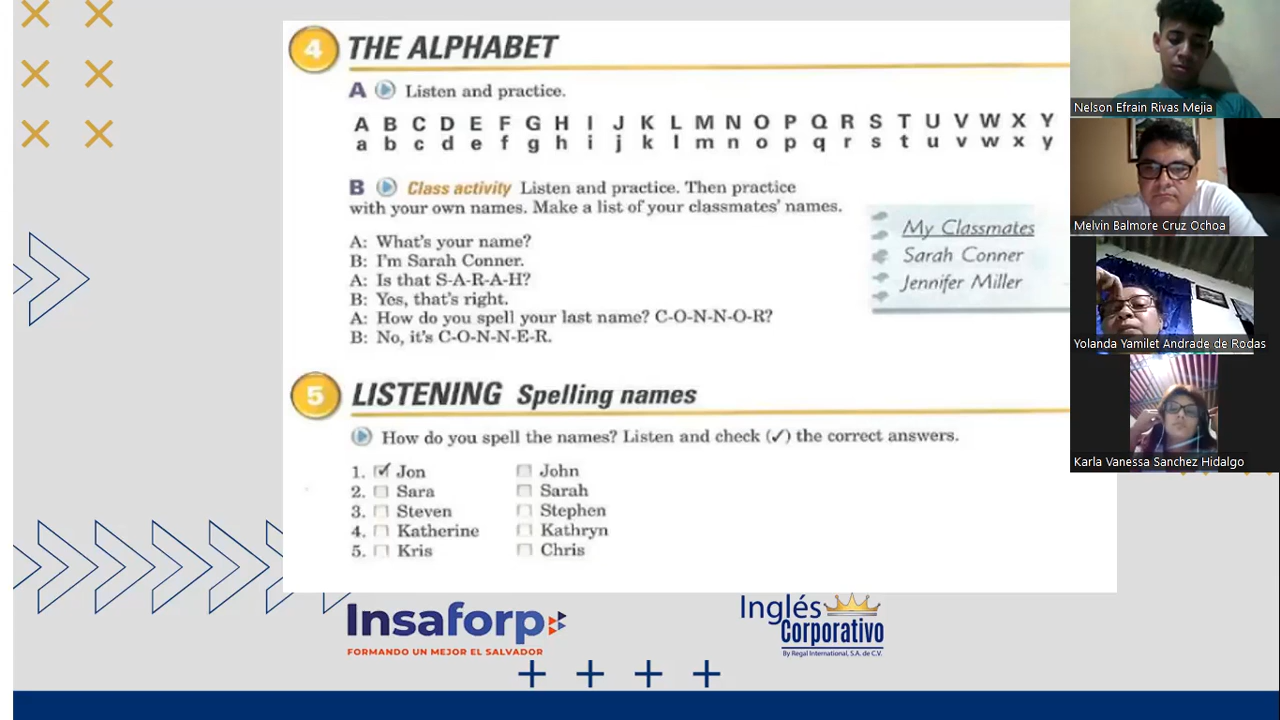 4 THE ALPHABET
A Listen and practice.
A B C D E F G H I J K L M N O P Q R S T U V W X Y
a b c d e f g h i j k l m n o p q r s t u v w x y
B Class activity Listen and practice. Then practice
with your own names. Make a list of your classmates' names.
A: What's your name?
B: I'm Sarah Conner.
A: Is that S-A-R-A-H?
B: Yes, that's right.
A: How do you spell your last name? C-O-N-N-O-R?
B: No, it's C-O-N-N-E-R.
My Classmates
Sarah Conner
Jennifer Miller
5 LISTENING Spelling names
How do you spell the names? Listen and check (✓) the correct answers.
1. Jon John
2. Sara Sarah
3. Steven Stephen
4. Katherine Kathryn
5. Kris Chris
Insaforp
FORMANDO UN MEJOR EL SALVADOR
Inglés
Corporativo
By Regal International, S.A. de C.V.
Nelson Efrain Rivas Mejia
Melvin Balmore Cruz Ochoa
Yolanda Yamilet Andrade de Rodas
Karla Vanessa Sanchez Hidalgo